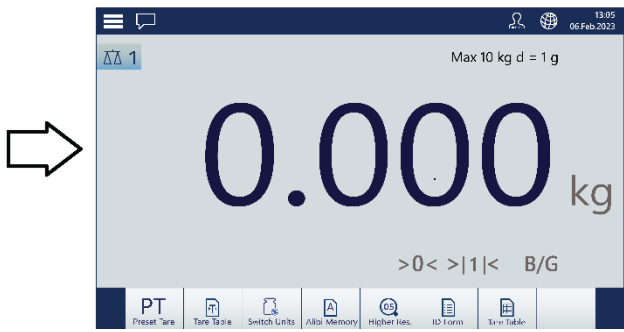 13:05
06.Feb.2023
1
Max 10 kg d = 1 g
0.000 kg
>0< >|1|< B/G
PT
Preset Tare
Tare Table
Switch Units
Alibi Memory
Higher Res.
ID Form
Tare Table